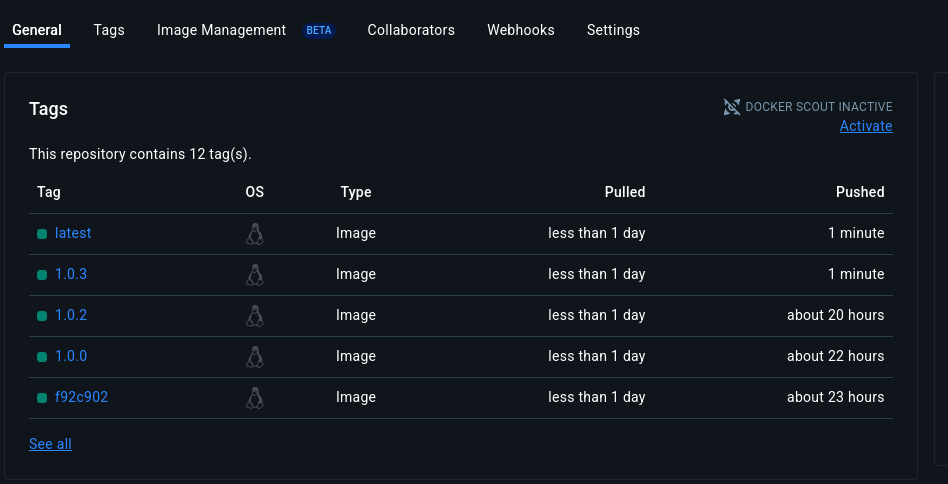 General Tags Image Management BETA Collaborators Webhooks Settings
Tags
DOCKER SCOUT INACTIVE
Activate
This repository contains 12 tag(s).
Tag OS Type Pulled Pushed
latest Image less than 1 day 1 minute
1.0.3 Image less than 1 day 1 minute
1.0.2 Image less than 1 day about 20 hours
1.0.0 Image less than 1 day about 22 hours
f92c902 Image less than 1 day about 23 hours
See all